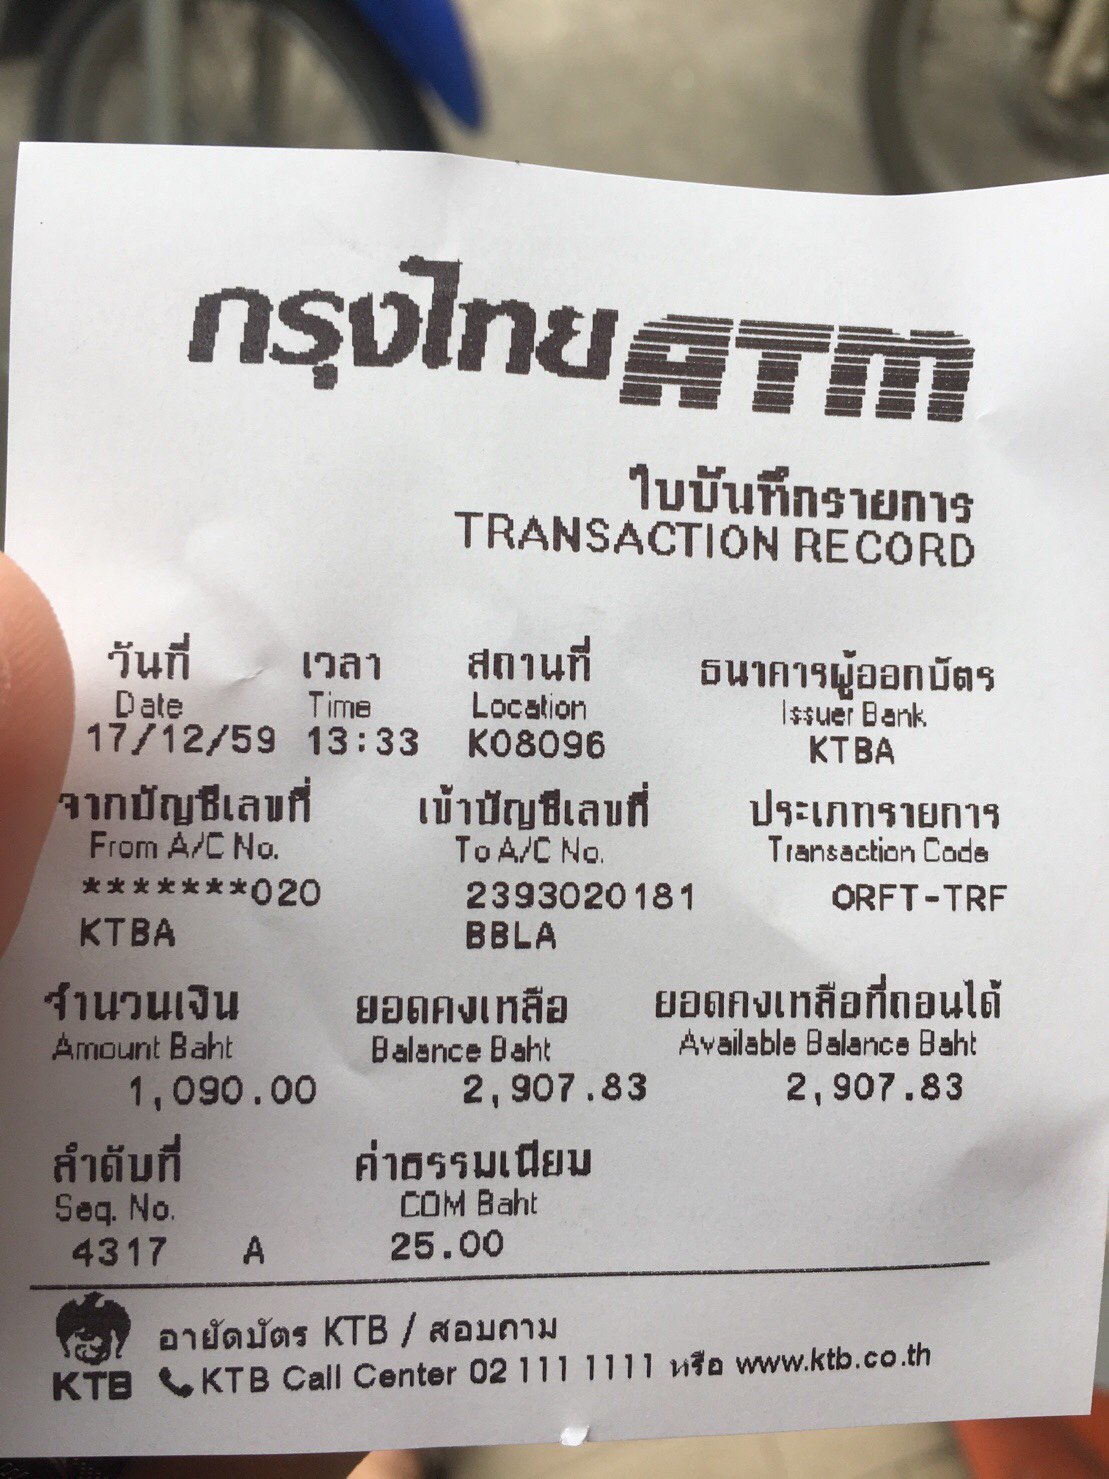 กรุงไทย ATM
ใบบันทึกรายการ
TRANSACTION RECORD
วันที่ เวลา สถานที่ ธนาคารผู้ออกบัตร
Date Time Location Issuer Bank
17/12/59 13:33 K08096 KTBA
จากบัญชีเลขที่ เข้าบัญชีเลขที่ ประเภทรายการ
From A/C No. To A/C No. Transaction Code
*******020 2393020181 ORFT-TRF
KTBA BBLA
จำนวนเงิน ยอดคงเหลือ ยอดคงเหลือที่ถอนได้
Amount Baht Balance Baht Available Balance Baht
1,090.00 2,907.83 2,907.83
ลำดับที่ ค่าธรรมเนียม
Seq. No. COM Baht
4317 A 25.00
อายัดบัตร KTB / สอบถาม
KTB KTB Call Center 02 111 1111 หรือ www.ktb.co.th